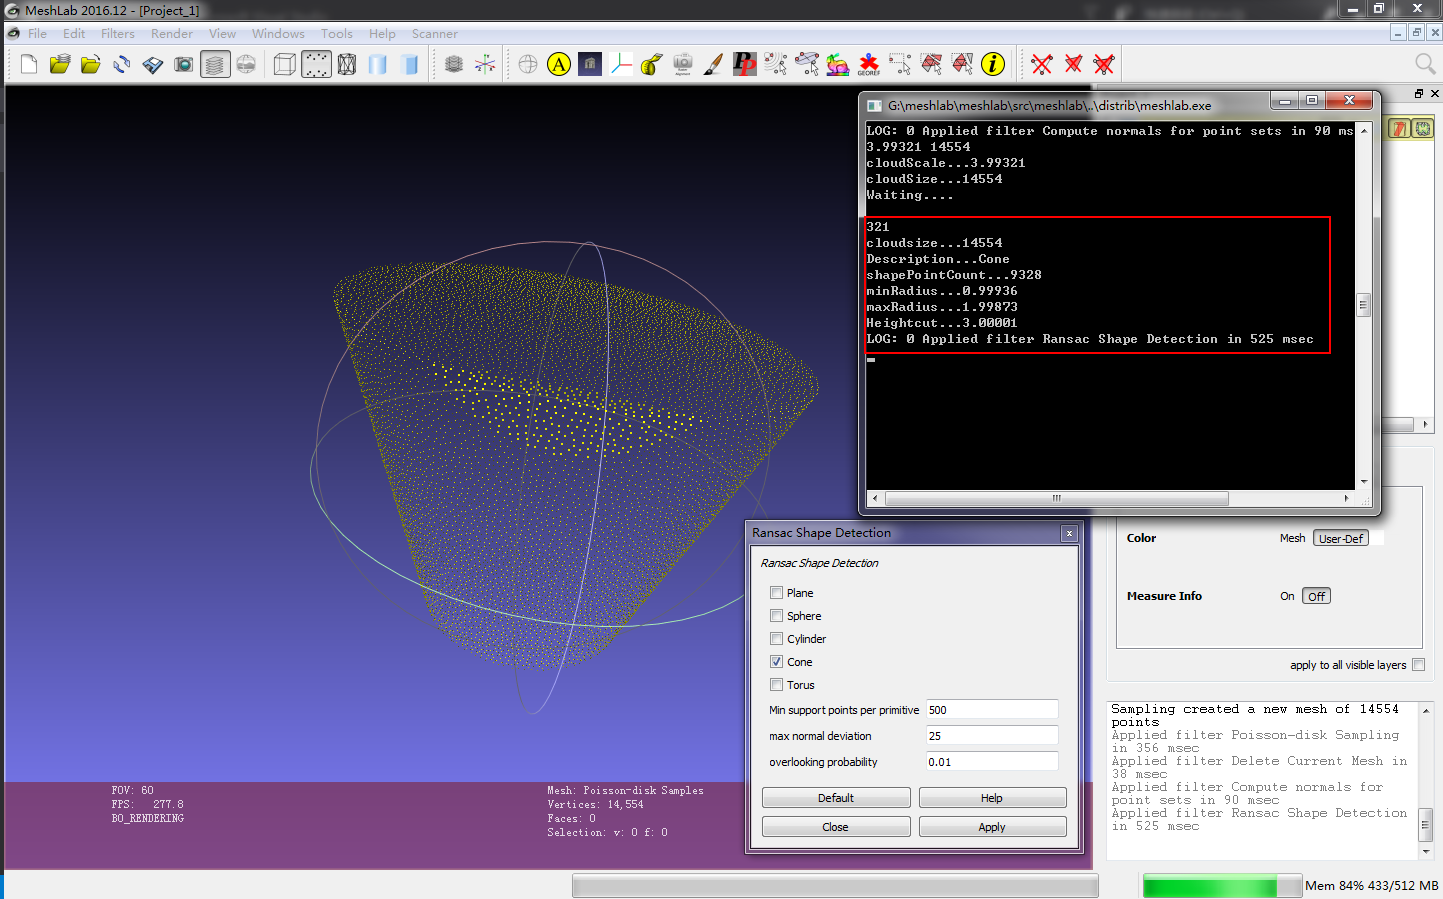 MeshLab 2016.12 - [Project_1]
File Edit Filters Render View Windows Tools Help Scanner
A
PP
GEOREF
i
G:\meshlab\meshlab\src\meshlab\..\distrib\meshlab.exe
LOG: 0 Applied filter Compute normals for point sets in 90 ms
3.99321 14554
cloudScale...3.99321
cloudSize...14554
Waiting....
321
cloudsize...14554
Description...Cone
shapePointCount...9328
minRadius...0.99936
maxRadius...1.99873
Heightcut...3.00001
LOG: 0 Applied filter Ransac Shape Detection in 525 msec
Ransac Shape Detection
Ransac Shape Detection
Plane
Sphere
Cylinder
Cone
Torus
Min support points per primitive 500
max normal deviation 25
overlooking probability 0.01
Default Help
Close Apply
Color Mesh User-Def
Measure Info On Off
apply to all visible layers
Sampling created a new mesh of 14554
points
Applied filter Poisson-disk Sampling
in 356 msec
Applied filter Delete Current Mesh in
38 msec
Applied filter Compute normals for
point sets in 90 msec
Applied filter Ransac Shape Detection
in 525 msec
FOV: 60
FPS: 277.8
BO_RENDERING
Mesh: Poisson-disk Samples
Vertices: 14,554
Faces: 0
Selection: v: 0 f: 0
Mem 84% 433/512 MB